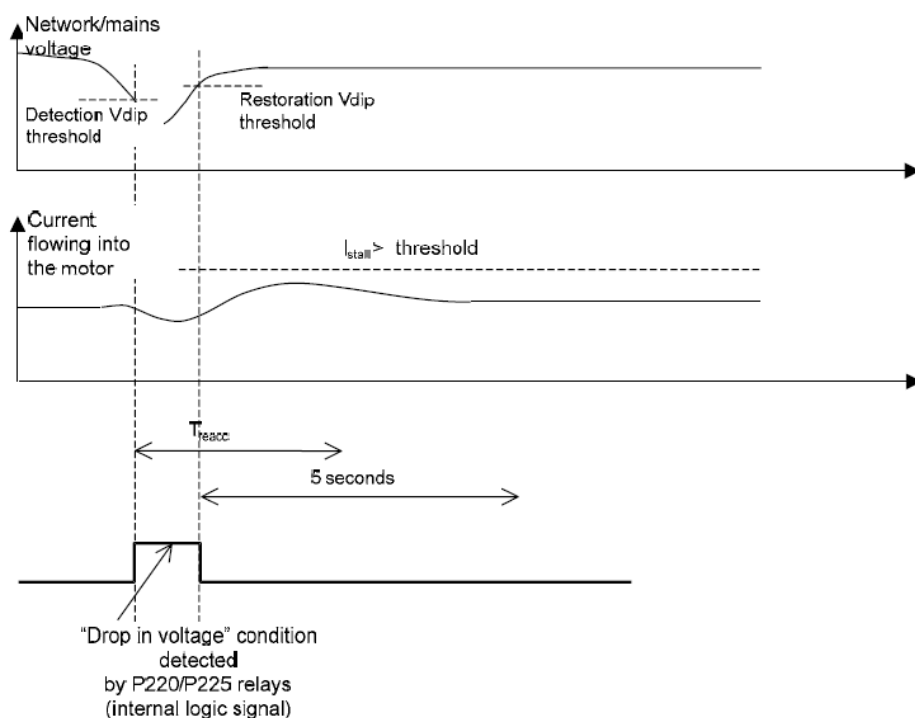 Network/mains
voltage
Detection Vdip
threshold
Restoration Vdip
threshold
Current
flowing into
the motor
Istall> threshold
Treacc
5 seconds
"Drop in voltage" condition
detected
by P220/P225 relays
(internal logic signal)